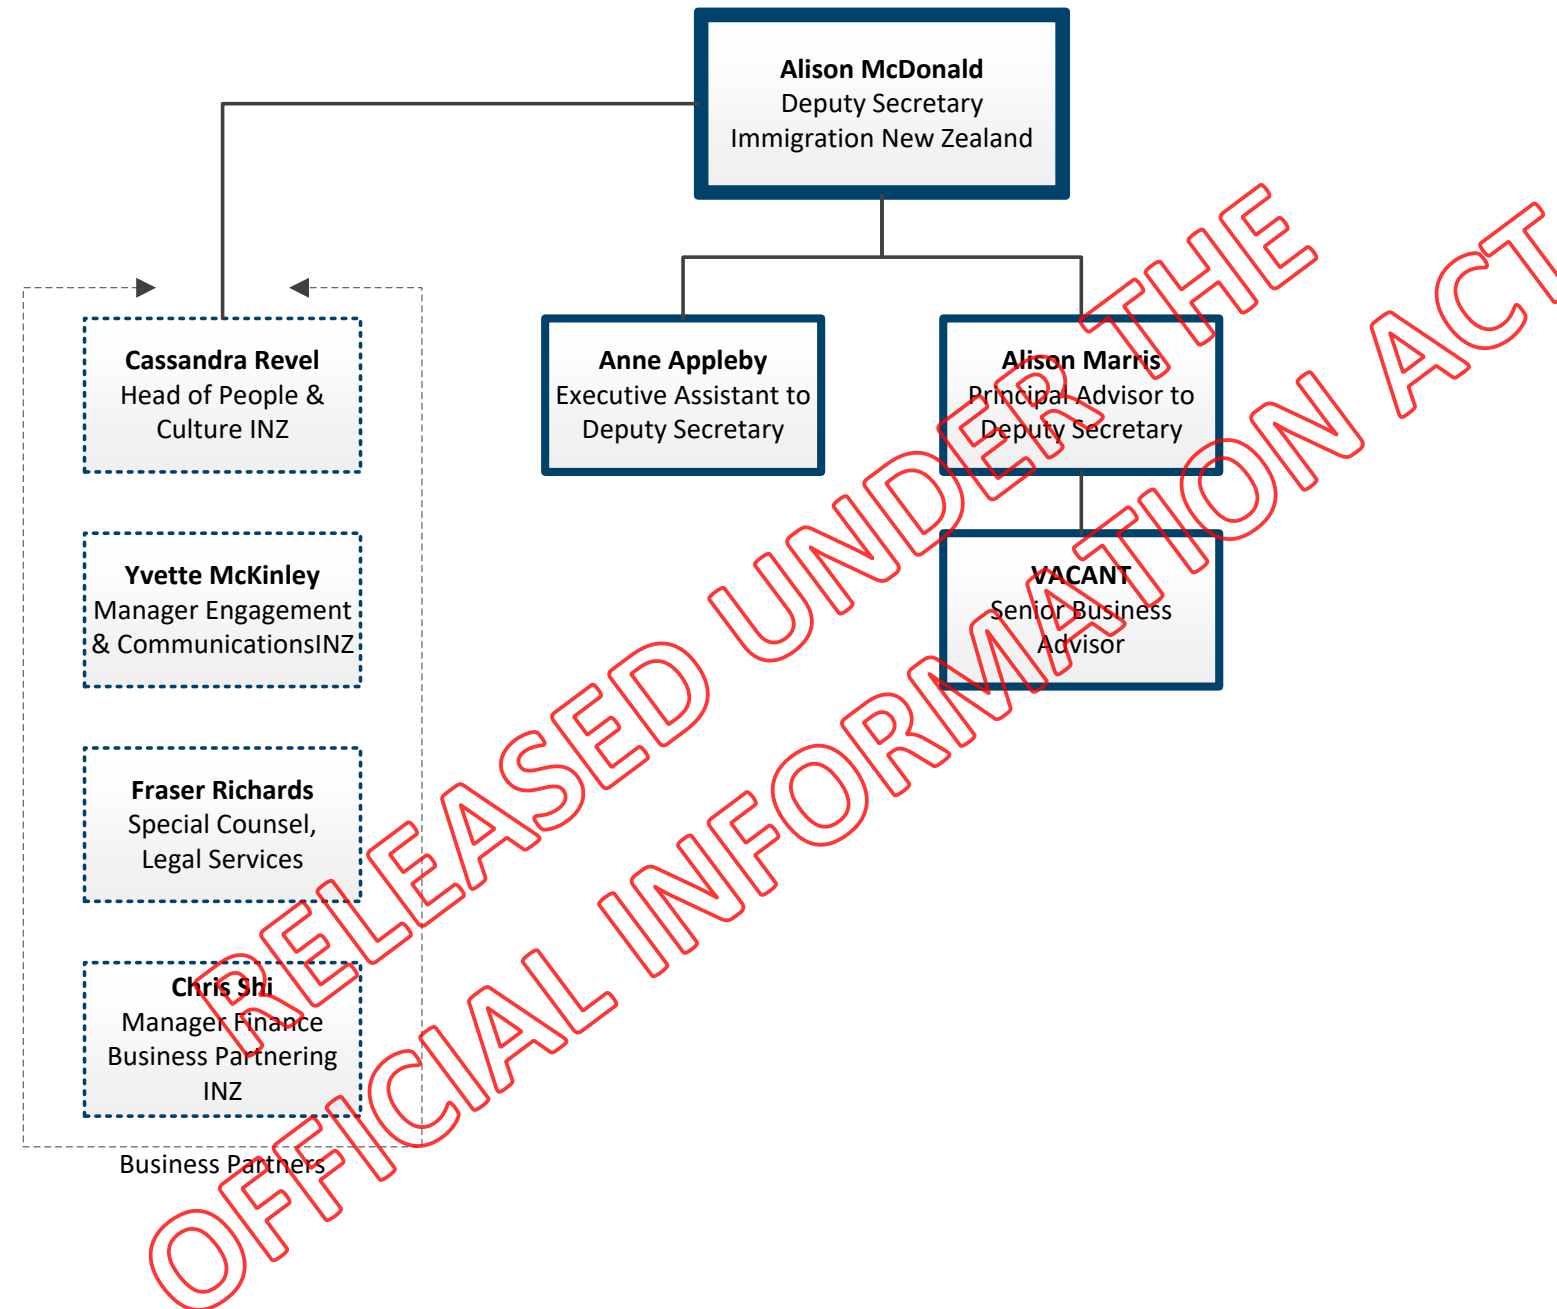 Alison McDonald
Deputy Secretary
Immigration New Zealand
Cassandra Revel
Head of People &
Culture INZ
Anne Appleby
Executive Assistant to
Deputy Secretary
Alison Marris
Principal Advisor to
Deputy Secretary
Yvette McKinley
Manager Engagement
& CommunicationsINZ
VACANT
Senior Business
Advisor
Fraser Richards
Special Counsel,
Legal Services
Chris Shi
Manager Finance
Business Partnering
INZ
Business Partners
RELEASED UNDER THE
OFFICIAL INFORMATION ACT